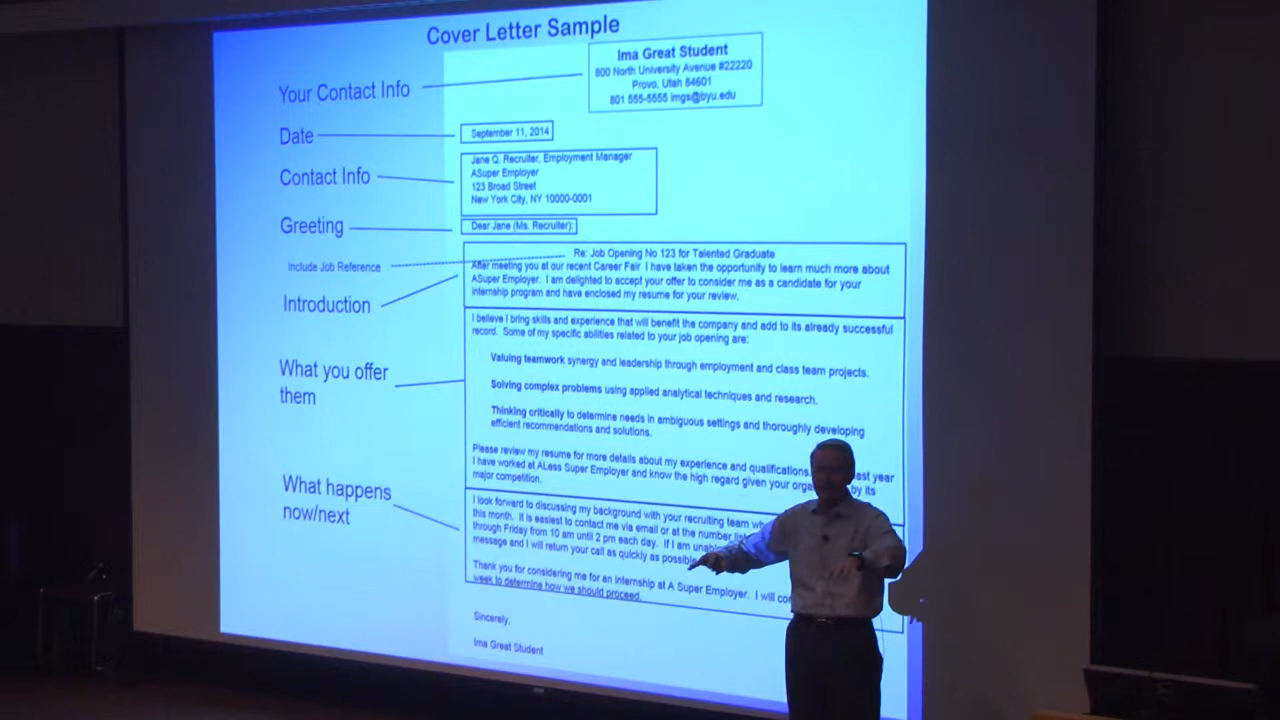 Cover Letter Sample
Ima Great Student
800 North University Avenue #22220
Provo, Utah 84601
801 555-5555 imgs@byu.edu
Your Contact Info
Date
September 11, 2014
Contact Info
Jane Q. Recruiter, Employment Manager
ASuper Employer
123 Broad Street
New York City, NY 10000-0001
Greeting
Dear Jane (Ms. Recruiter):
Include Job Reference
Re: Job Opening No 123 for Talented Graduate
Introduction
After meeting you at our recent Career Fair I have taken the opportunity to learn much more about
ASuper Employer. I am delighted to accept your offer to consider me as a candidate for your
internship program and have enclosed my resume for your review.
What you offer
them
I believe I bring skills and experience that will benefit the company and add to its already successful
record. Some of my specific abilities related to your job opening are:
Valuing teamwork synergy and leadership through employment and class team projects.
Solving complex problems using applied analytical techniques and research.
Thinking critically to determine needs in ambiguous settings and thoroughly developing
efficient recommendations and solutions.
Please review my resume for more details about my experience and qualifications. ast year
I have worked at ALess Super Employer and know the high regard given your orga by its
major competition.
What happens
now/next
I look forward to discussing my background with your recruiting team
this month. It is easiest to contact me via email or at the number
through Friday from 10 am until 2 pm each day. If I am
message and I will return your call as quickly as possible
Thank you for considering me for an internship at A Super Employer. I will
week to determine how we should proceed.
Sincerely,
Ima Great Student